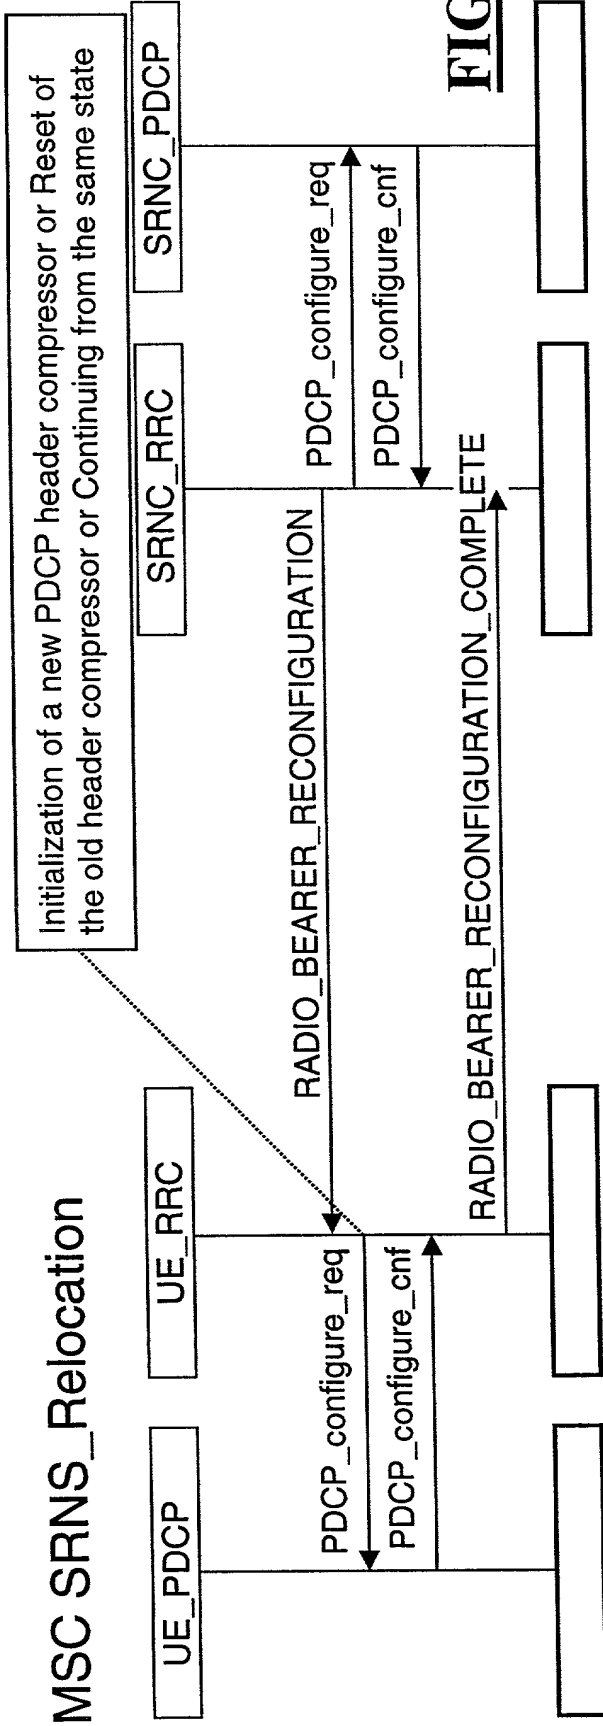 MSC SRNS_Relocation
Initialization of a new PDCP header compressor or Reset of
the old header compressor or Continuing from the same state
UE_PDCP
UE_RRC
SRNC_RRC
SRNC_PDCP
RADIO_BEARER_RECONFIGURATION
PDCP_configure_req
PDCP_configure_req
PDCP_configure_cnf
PDCP_configure_cnf
RADIO_BEARER_RECONFIGURATION_COMPLETE
FIG